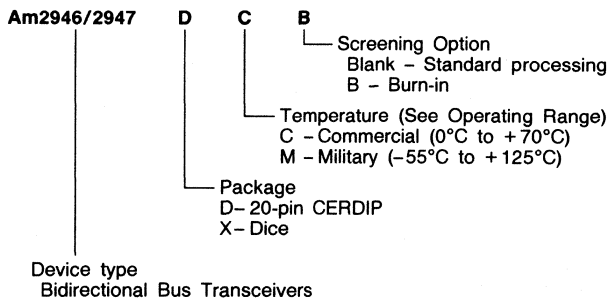 Am2946/2947 D C B
Screening Option
Blank – Standard processing
B – Burn-in
Temperature (See Operating Range)
C – Commercial (0°C to +70°C)
M – Military (–55°C to +125°C)
Package
D– 20-pin CERDIP
X– Dice
Device type
Bidirectional Bus Transceivers